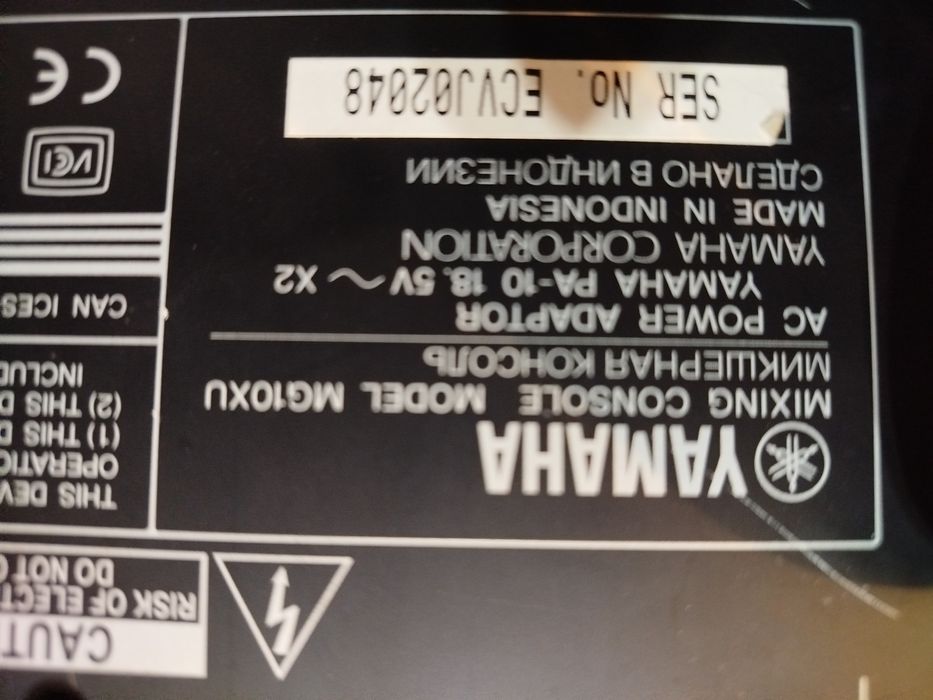 CAUT
RISK OF ELECT
DO NOT O
YAMAHA
MIXING CONSOLE MODEL MG10XU
МИКШЕРНАЯ КОНСОЛЬ
AC POWER ADAPTOR
YAMAHA PA-10 18.5V ~ X2
YAMAHA CORPORATION
MADE IN INDONESIA
СДЕЛАНО В ИНДОНЕЗИИ
SER No. ECVJ02048
THIS DEV
OPERATIO
(1) THIS D
(2) THIS D
INCLUD
CAN ICES-
VCI
CE